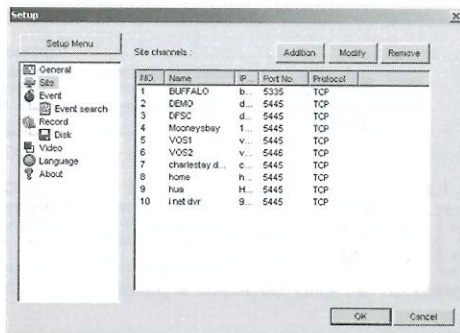 Setup
Setup Menu
General
Site
Event
Event search
Record
Disk
Video
Language
About
Site channels :
Addition Modify Remove
NO. Name IP... Port No. Protocol
1 BUFFALO b... 5335 TCP
2 DEMO d... 5445 TCP
3 DFSC d... 5445 TCP
4 Mooneysbay 1... 5445 TCP
5 VOS1 v... 5445 TCP
6 VOS2 v... 5446 TCP
7 charlestay d... c... 5445 TCP
8 home h... 5445 TCP
9 hua H... 5445 TCP
10 i net dvr 9... 5445 TCP
OK Cancel